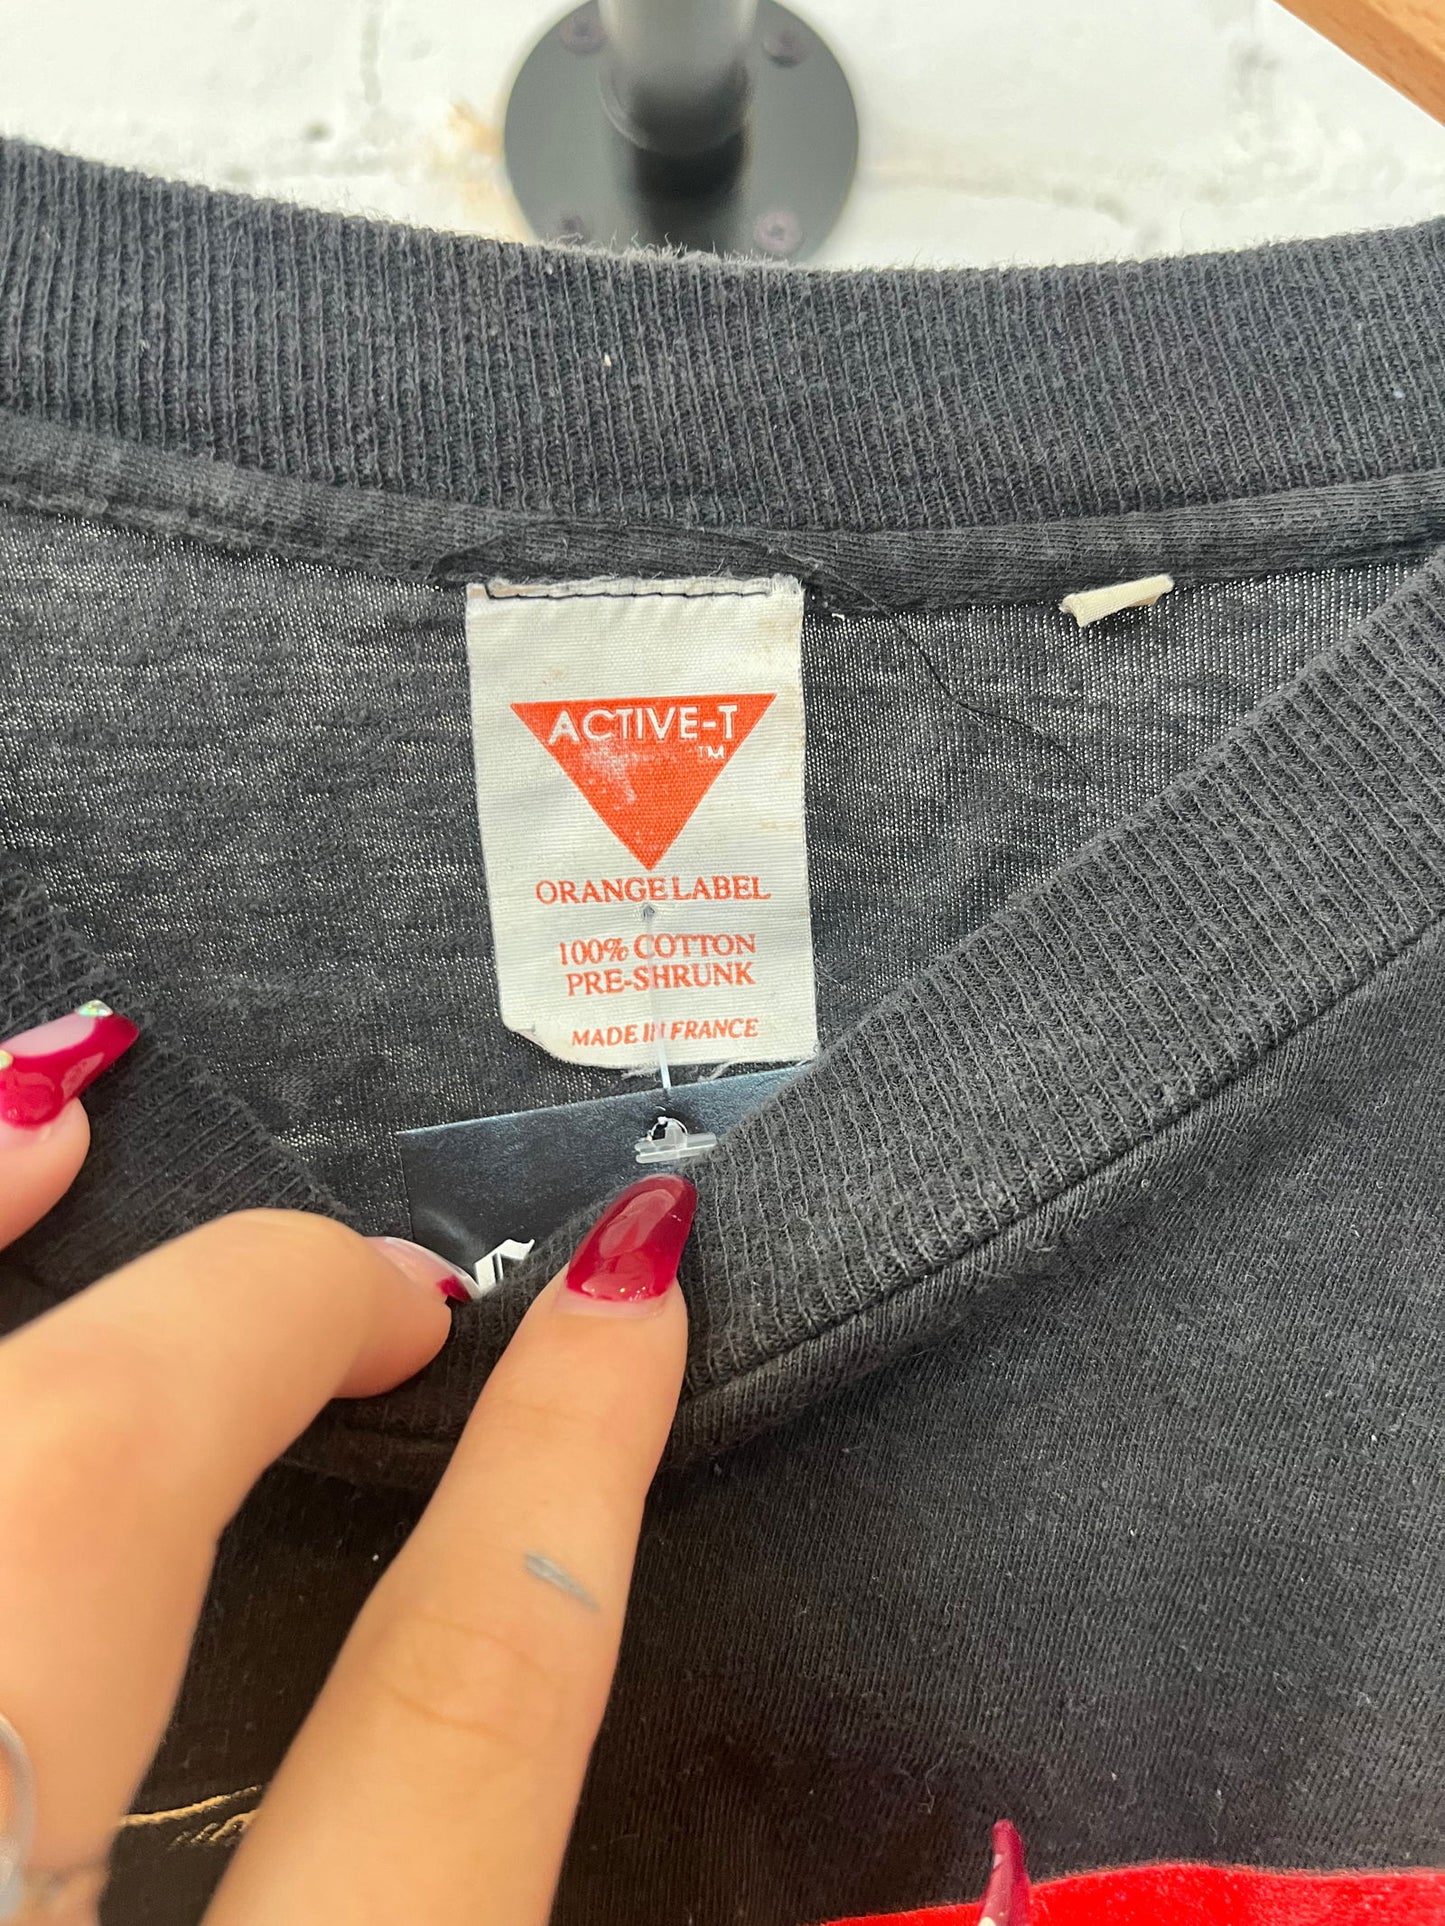 ACTIVE-T
TM
ORANGE LABEL
100% COTTON
PRE-SHRUNK
MADE IN FRANCE